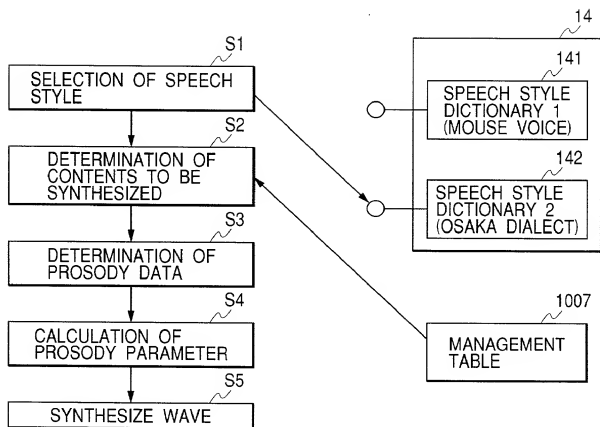 S1
SELECTION OF SPEECH
STYLE
S2
DETERMINATION OF
CONTENTS TO BE
SYNTHESIZED
S3
DETERMINATION OF
PROSODY DATA
S4
CALCULATION OF
PROSODY PARAMETER
S5
SYNTHESIZE WAVE
14
141
SPEECH STYLE
DICTIONARY 1
(MOUSE VOICE)
142
SPEECH STYLE
DICTIONARY 2
(OSAKA DIALECT)
1007
MANAGEMENT
TABLE